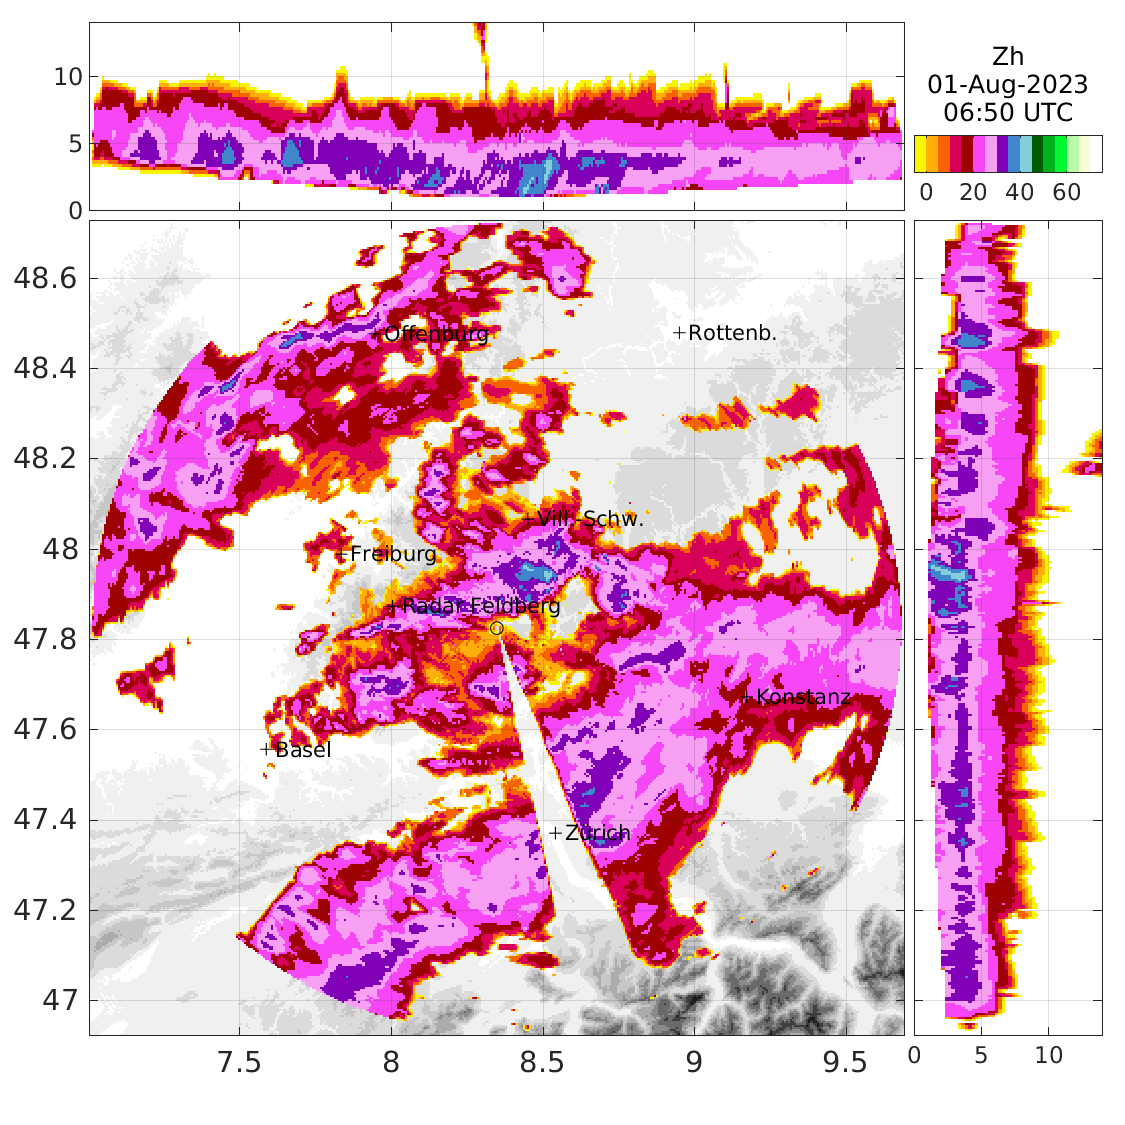 Zh
01-Aug-2023
06:50 UTC
0 20 40 60
10
5
0
48.6
48.4
48.2
48
47.8
47.6
47.4
47.2
47
+Offenburg
+Rottenb.
+Vill.-Schw.
+Freiburg
+Radar Feldberg
+Konstanz
+Basel
+Zürich
7.5 8 8.5 9 9.5
0 5 10